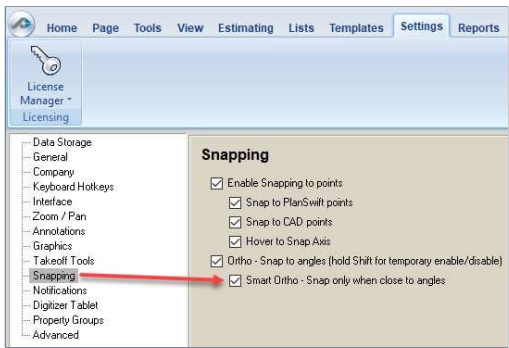 Home Page Tools View Estimating Lists Templates Settings Reports
License
Manager
Licensing
Data Storage
General
Company
Keyboard Hotkeys
Interface
Zoom / Pan
Annotations
Graphics
Takeoff Tools
Snapping
Notifications
Digitizer Tablet
Property Groups
Advanced
Snapping
Enable Snapping to points
Snap to PlanSwift points
Snap to CAD points
Hover to Snap Axis
Ortho - Snap to angles (hold Shift for temporary enable/disable)
Smart Ortho - Snap only when close to angles